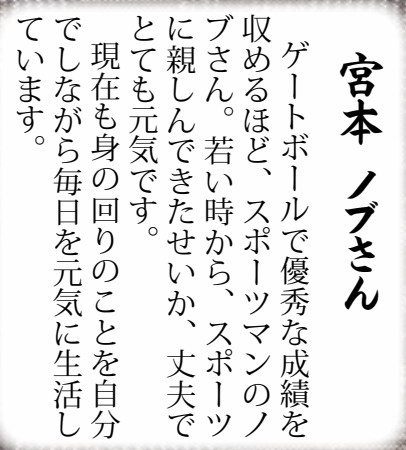 宮本 ノブさん
ゲートボールで優秀な成績を
収めるほど、スポーツマンのノ
ブさん。若い時から、スポーツ
に親しんできたせいか、丈夫で
とても元気です。
現在も身の回りのことを自分
でしながら毎日を元気に生活し
ています。